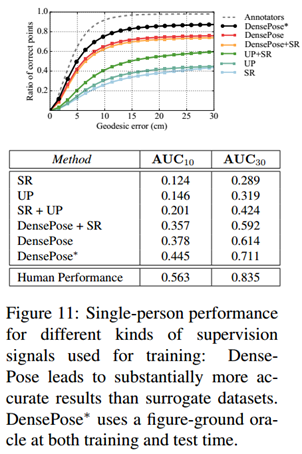 1.0
0.8
0.6
0.4
0.2
Ratio of correct points
0 5 10 15 20 25 30
Geodesic error (cm)
Annotators
DensePose*
DensePose
DensePose+SR
UP+SR
UP
SR
Method AUC10 AUC30
SR 0.124 0.289
UP 0.146 0.319
SR + UP 0.201 0.424
DensePose + SR 0.357 0.592
DensePose 0.378 0.614
DensePose* 0.445 0.711
Human Performance 0.563 0.835
Figure 11: Single-person performance
for different kinds of supervision
signals used for training: Dense-
Pose leads to substantially more ac-
curate results than surrogate datasets.
DensePose* uses a figure-ground ora-
cle at both training and test time.